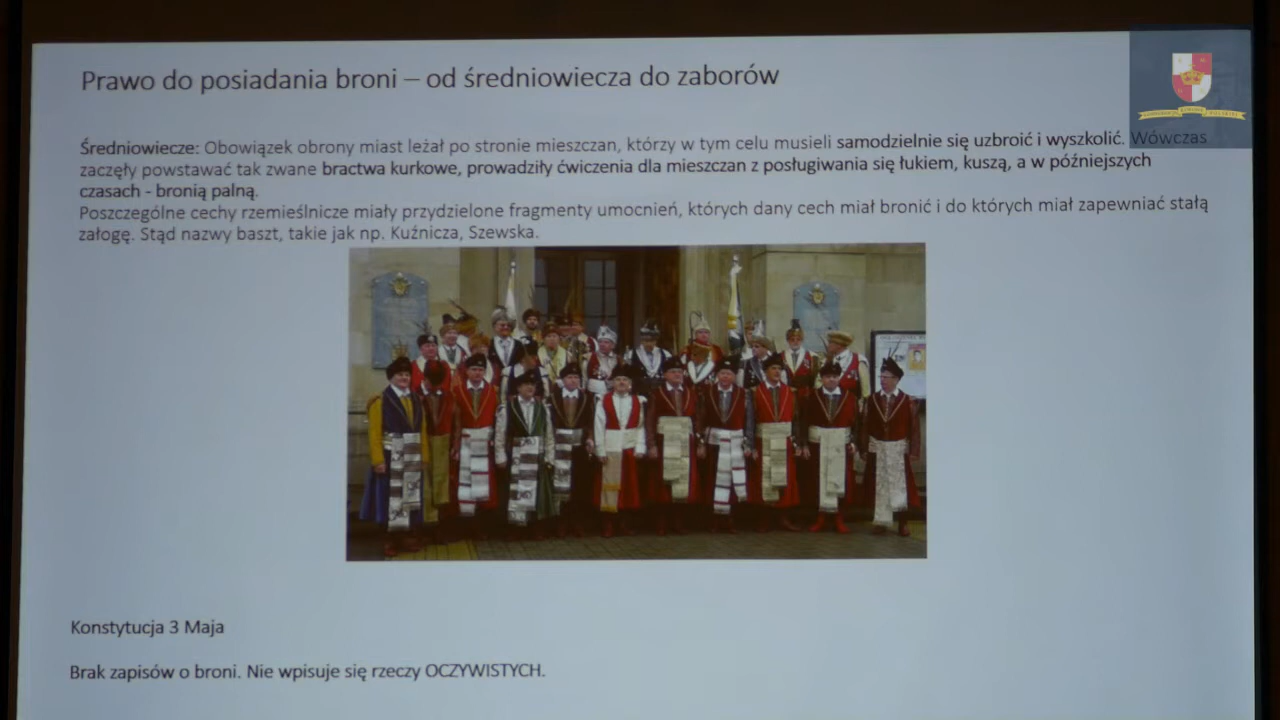 Prawo do posiadania broni – od średniowiecza do zaborów
Średniowiecze: Obowiązek obrony miast leżał po stronie mieszczan, którzy w tym celu musieli samodzielnie się uzbroić i wyszkolić. Wówczas
zaczęły powstawać tak zwane bractwa kurkowe, prowadziły ćwiczenia dla mieszczan z posługiwania się łukiem, kuszą, a w późniejszych
czasach - bronią palną.
Poszczególne cechy rzemieślnicze miały przydzielone fragmenty umocnień, których dany cech miał bronić i do których miał zapewniać stałą
załogę. Stąd nazwy baszt, takie jak np. Kuźnicza, Szewska.
Konstytucja 3 Maja
Brak zapisów o broni. Nie wpisuje się rzeczy OCZYWISTYCH.